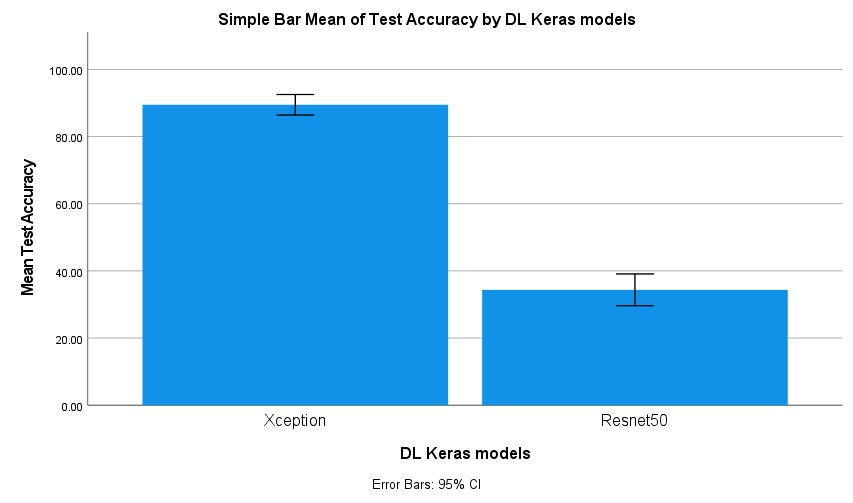 Simple Bar Mean of Test Accuracy by DL Keras models
100.00
80.00
60.00
40.00
20.00
0.00
Mean Test Accuracy
Xception
Resnet50
DL Keras models
Error Bars: 95% CI